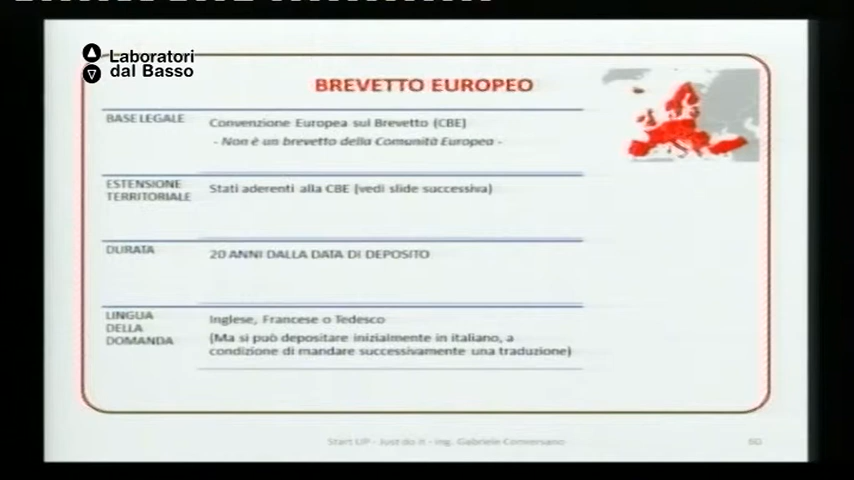 Laboratori
dal Basso
BREVETTO EUROPEO
BASE LEGALE
Convenzione Europea sul Brevetto (CBE)
- Non è un brevetto della Comunità Europea -
ESTENSIONE
TERRITORIALE
Stati aderenti alla CBE (vedi slide successiva)
DURATA
20 ANNI DALLA DATA DI DEPOSITO
LINGUA
DELLA
DOMANDA
Inglese, Francese o Tedesco
(Ma si può depositare inizialmente in italiano, a
condizione di mandare successivamente una traduzione)
Start UP - Just do it - ing. Gabriele Conversano
60